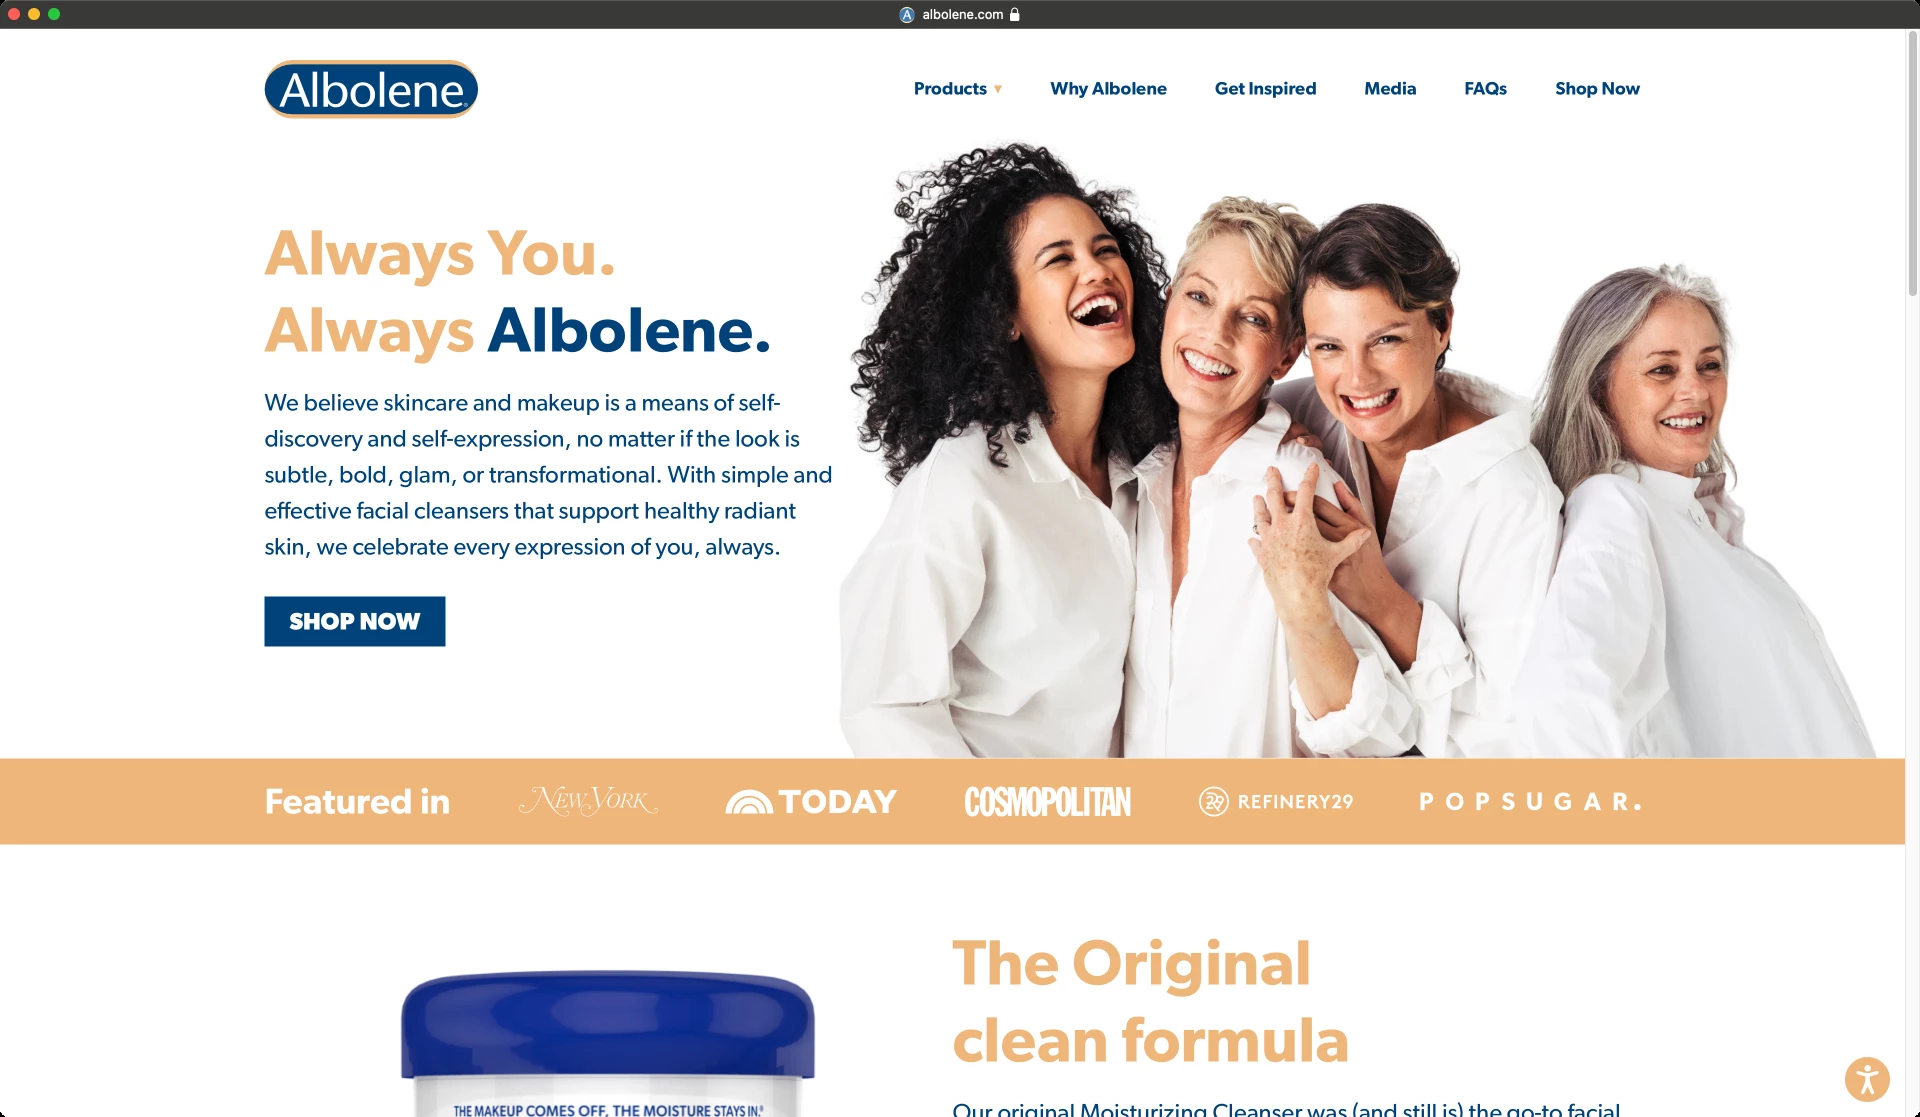 albolene.com
Albolene®
Products ▾
Why Albolene
Get Inspired
Media
FAQs
Shop Now
Always You.
Always Albolene.
We believe skincare and makeup is a means of self-
discovery and self-expression, no matter if the look is
subtle, bold, glam, or transformational. With simple and
effective facial cleansers that support healthy radiant
skin, we celebrate every expression of you, always.
SHOP NOW
Featured in
NEW YORK
TODAY
COSMOPOLITAN
29 REFINERY29
POPSUGAR.
The Original
clean formula
Our original Moisturizing Cleanser was (and still is) the go-to facial
THE MAKEUP COMES OFF, THE MOISTURE STAYS IN.®